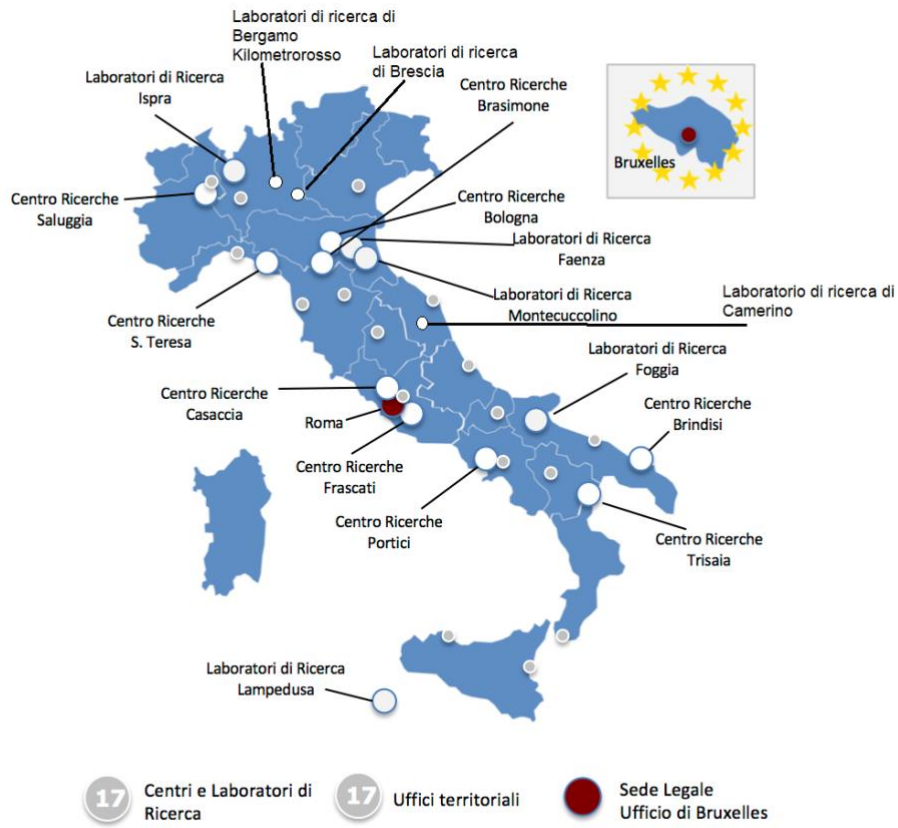 Laboratori di ricerca di
Bergamo
Kilometrorosso
Laboratori di ricerca
di Brescia
Laboratori di Ricerca
Ispra
Centro Ricerche
Brasimone
Bruxelles
Centro Ricerche
Saluggia
Centro Ricerche
Bologna
Laboratori di Ricerca
Faenza
Laboratori di Ricerca
Montecuccolino
Laboratorio di ricerca di
Camerino
Centro Ricerche
S. Teresa
Laboratori di Ricerca
Foggia
Centro Ricerche
Casaccia
Roma
Centro Ricerche
Brindisi
Centro Ricerche
Frascati
Centro Ricerche
Portici
Centro Ricerche
Trisaia
Laboratori di Ricerca
Lampedusa
17
Centri e Laboratori di
Ricerca
17
Uffici territoriali
Sede Legale
Ufficio di Bruxelles